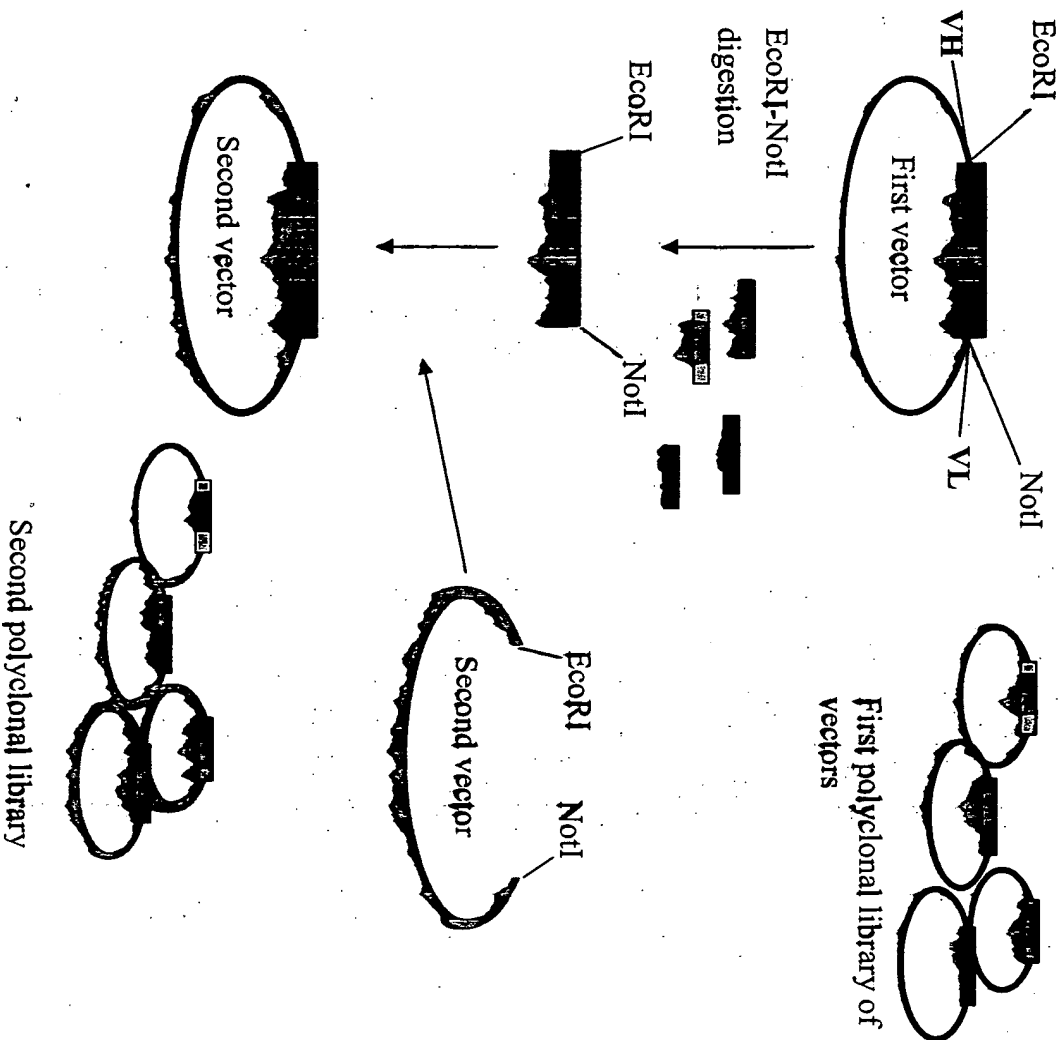 EcoRI
NotI
VH
VL
First vector
First polyclonal library of
vectors
EcoRI-NotI
digestion
EcoRI
NotI
EcoRI
NotI
Second vector
Second vector
Second polyclonal library